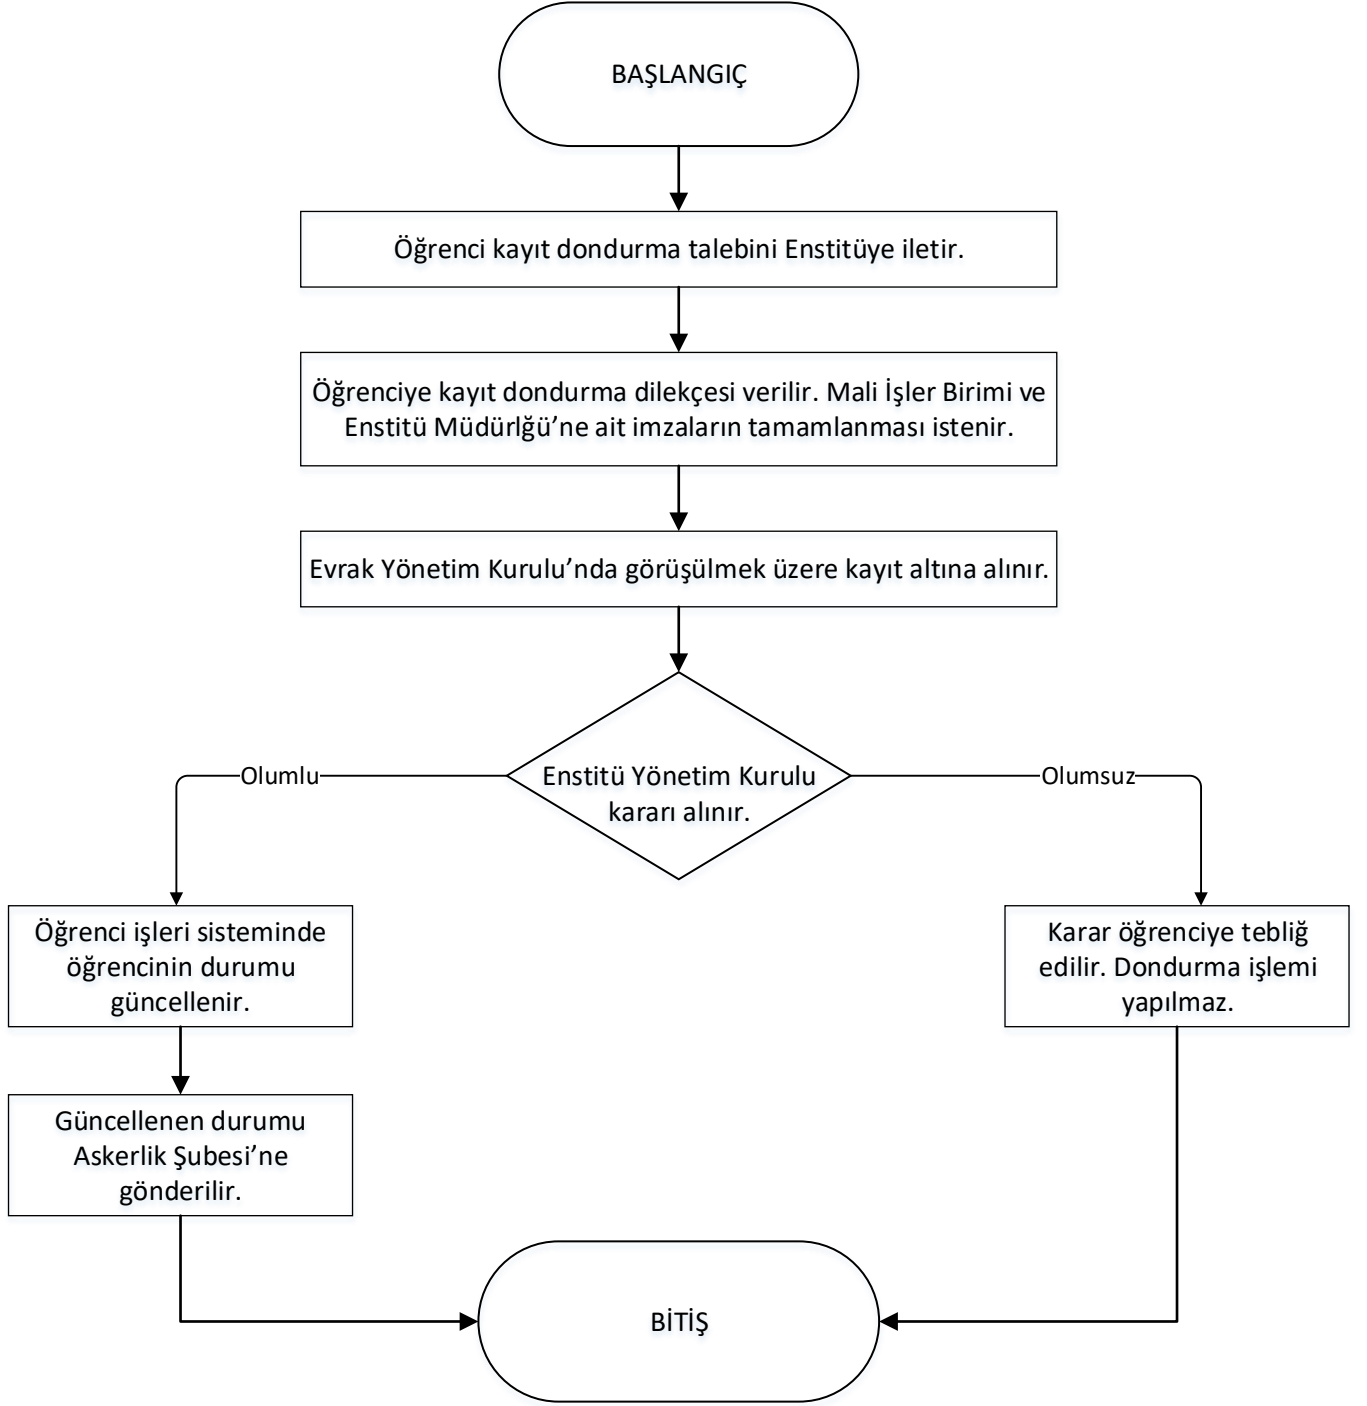 BAŞLANGIÇ
Öğrenci kayıt dondurma talebini Enstitüye iletir.
Öğrenciye kayıt dondurma dilekçesi verilir. Mali İşler Birimi ve
Enstitü Müdürlğü’ne ait imzaların tamamlanması istenir.
Evrak Yönetim Kurulu’nda görüşülmek üzere kayıt altına alınır.
Enstitü Yönetim Kurulu
kararı alınır.
Olumlu
Olumsuz
Öğrenci işleri sisteminde
öğrencinin durumu
güncellenir.
Karar öğrenciye tebliğ
edilir. Dondurma işlemi
yapılmaz.
Güncellenen durumu
Askerlik Şubesi’ne
gönderilir.
BİTİŞ